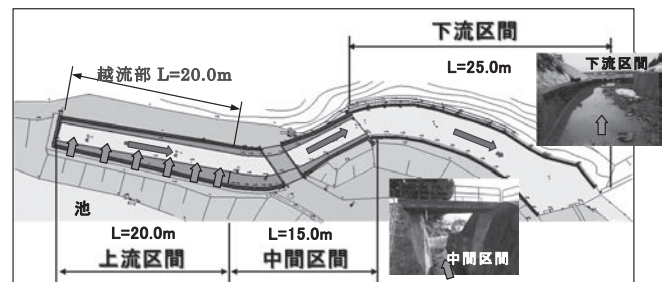 下流区間
越流部 L=20.0m
L=25.0m
下流区間
池
L=20.0m
L=15.0m
中間区間
上流区間
中間区間